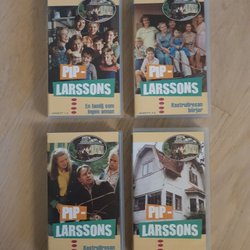 PIP-
LARSSONS
En familj som
ingen annan
PIP-
LARSSONS
Kastrullresan
börjar
PIP-
LARSSONS
Kastrullresan
PIP-
LARSSONS